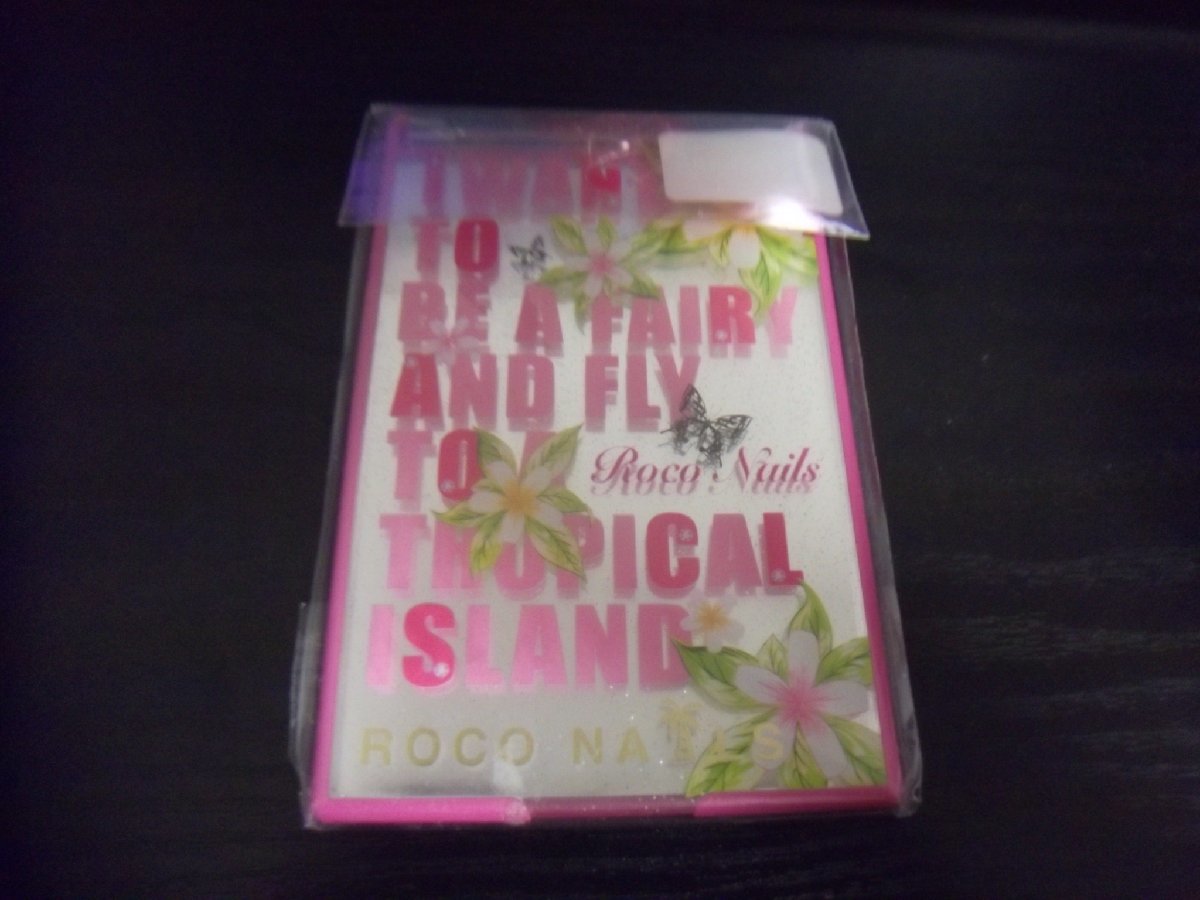 I WANT
TO
BE A FAIRY
AND FLY
TO A
Roco Nails
TROPICAL
ISLAND
ROCO NAILS